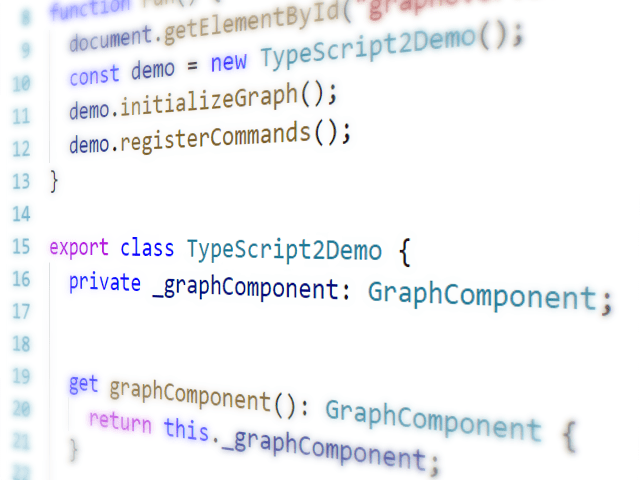 8 function run() {
9 document.getElementById("graph
10 const demo = new TypeScript2Demo();
11 demo.initializeGraph();
12 demo.registerCommands();
13 }
14
15 export class TypeScript2Demo {
16 private _graphComponent: GraphComponent;
17
18
19 get graphComponent(): GraphComponent {
20 return this._graphComponent;
21 }
22